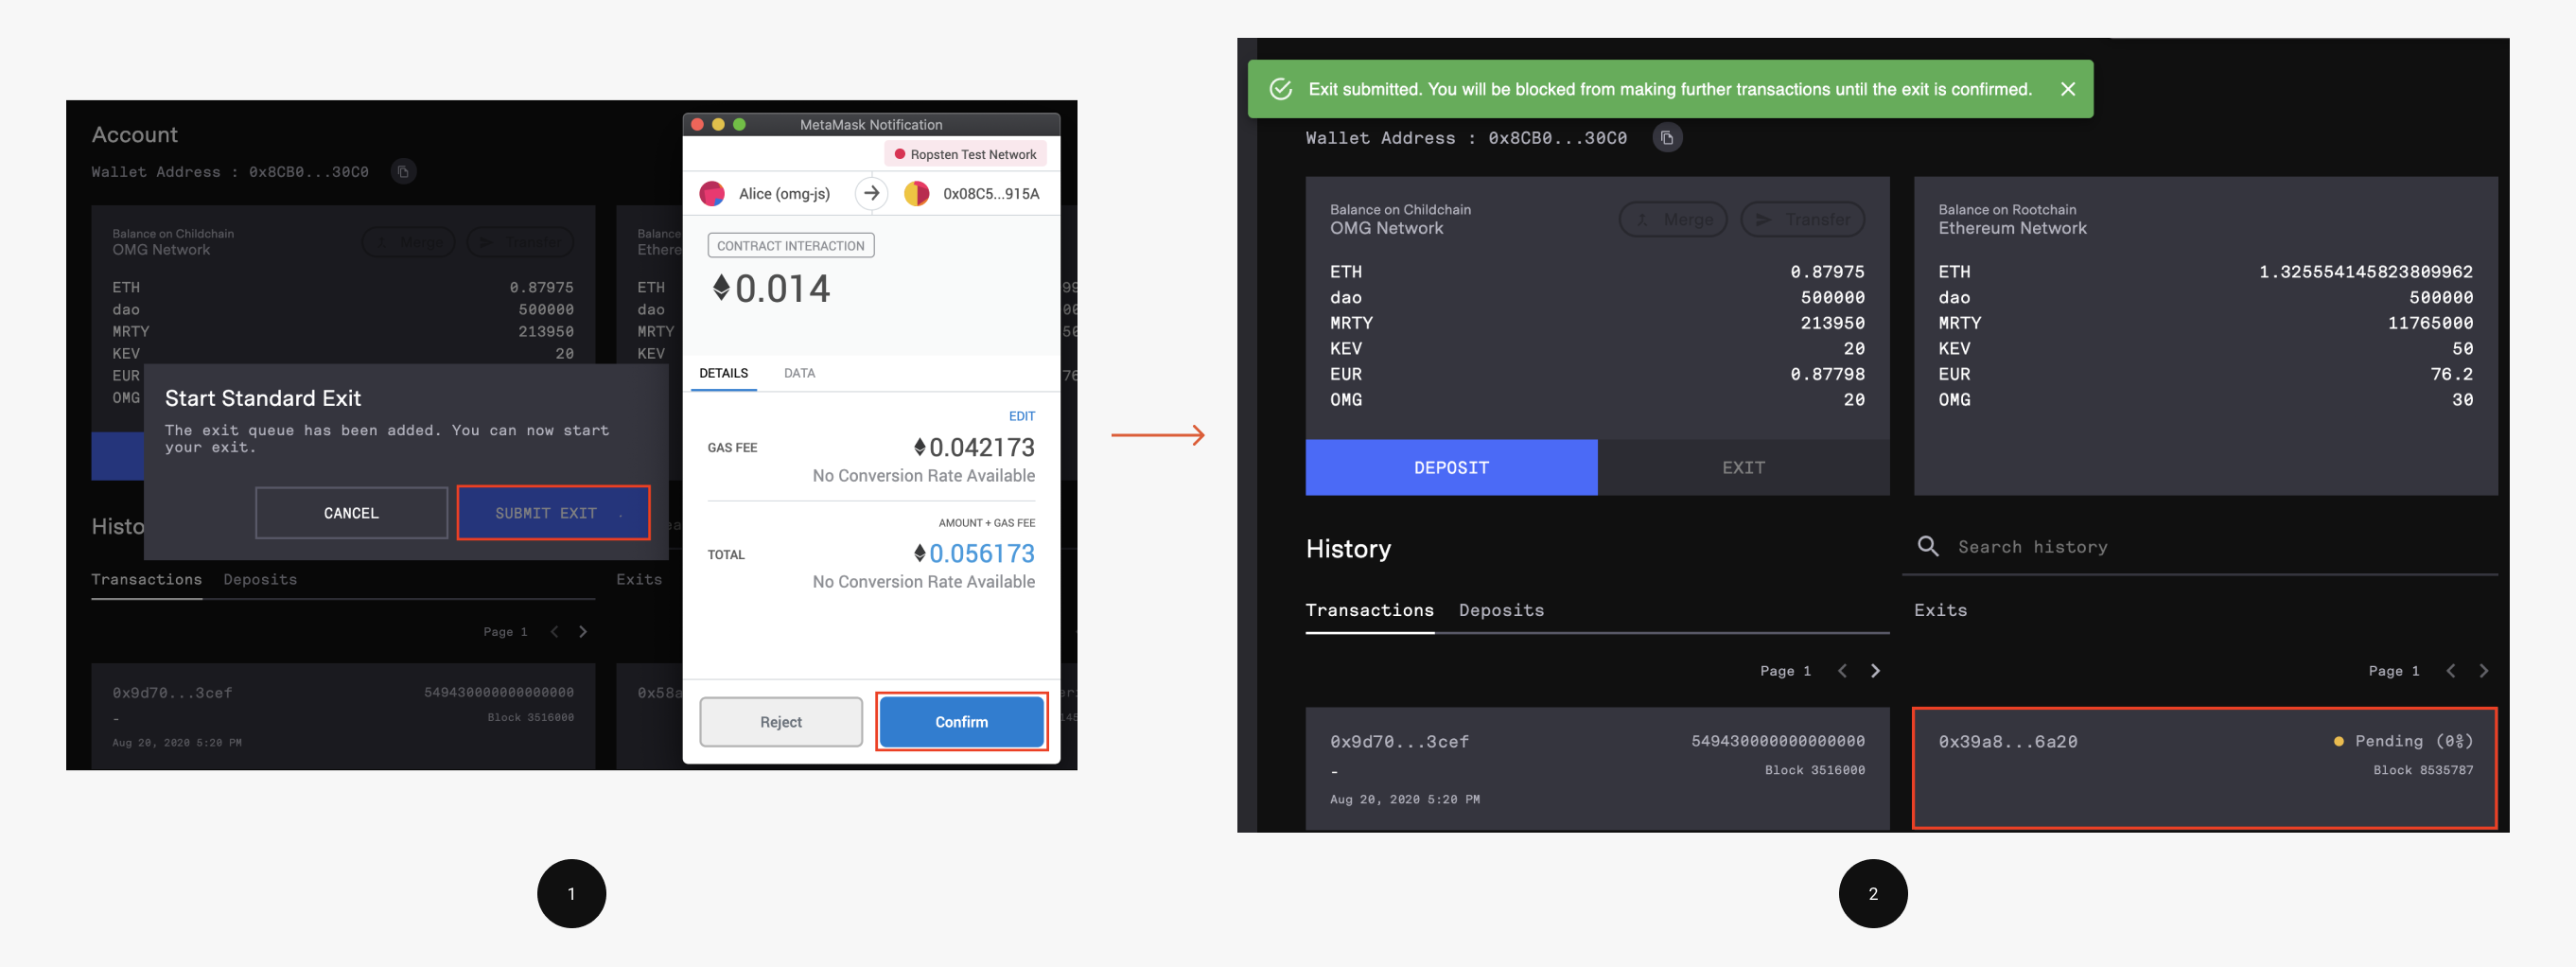 Account
Wallet Address : 0x8CB0...30C0
Balance on Childchain
OMG Network
Merge
Transfer
ETH 0.87975
dao 500000
MRTY 213950
KEV 20
EUR
OMG
Balance
Ethere
ETH
dao
MRTY
KEV
Start Standard Exit
The exit queue has been added. You can now start
your exit.
CANCEL
SUBMIT EXIT
Histo
Transactions Deposits
Exits
Page 1
0x9d70...3cef 549430000000000000
- Block 3516000
Aug 20, 2020 5:20 PM
0x58a
MetaMask Notification
Ropsten Test Network
Alice (omg-js) 0x08C5...915A
CONTRACT INTERACTION
0.014
DETAILS DATA
EDIT
GAS FEE 0.042173
No Conversion Rate Available
AMOUNT + GAS FEE
TOTAL 0.056173
No Conversion Rate Available
Reject
Confirm
1
Exit submitted. You will be blocked from making further transactions until the exit is confirmed.
Wallet Address : 0x8CB0...30C0
Balance on Childchain
OMG Network
Merge
Transfer
ETH 0.87975
dao 500000
MRTY 213950
KEV 20
EUR 0.87798
OMG 20
DEPOSIT
EXIT
Balance on Rootchain
Ethereum Network
ETH 1.325554145823809962
dao 500000
MRTY 11765000
KEV 50
EUR 76.2
OMG 30
History
Search history
Transactions Deposits
Exits
Page 1
Page 1
0x9d70...3cef 549430000000000000
- Block 3516000
Aug 20, 2020 5:20 PM
0x39a8...6a20 Pending (0%)
Block 8535787
2